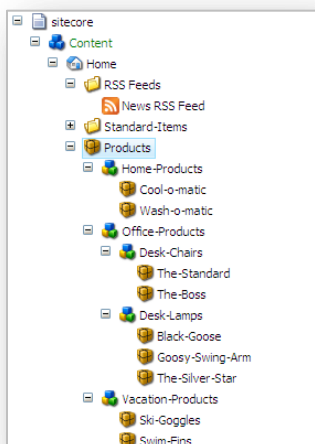 sitecore
Content
Home
RSS Feeds
News RSS Feed
Standard-Items
Products
Home-Products
Cool-o-matic
Wash-o-matic
Office-Products
Desk-Chairs
The-Standard
The-Boss
Desk-Lamps
Black-Goose
Goosy-Swing-Arm
The-Silver-Star
Vacation-Products
Ski-Goggles
Swim-Fins